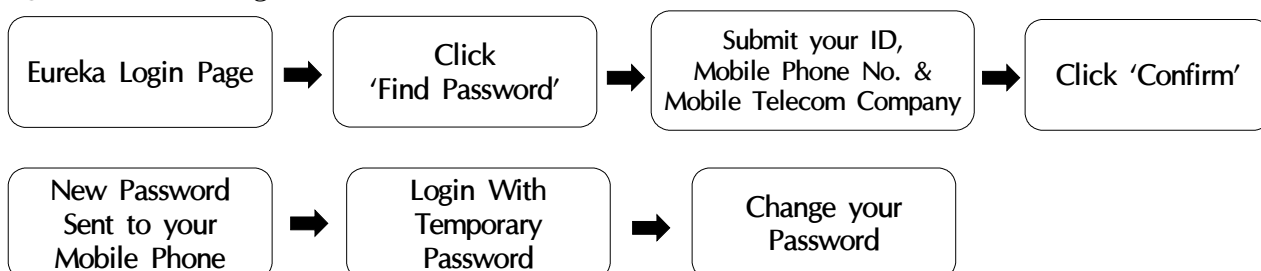 Eureka Login Page
Click
'Find Password'
Submit your ID,
Mobile Phone No. &
Mobile Telecom Company
Click 'Confirm'
New Password
Sent to your
Mobile Phone
Login With
Temporary
Password
Change your
Password